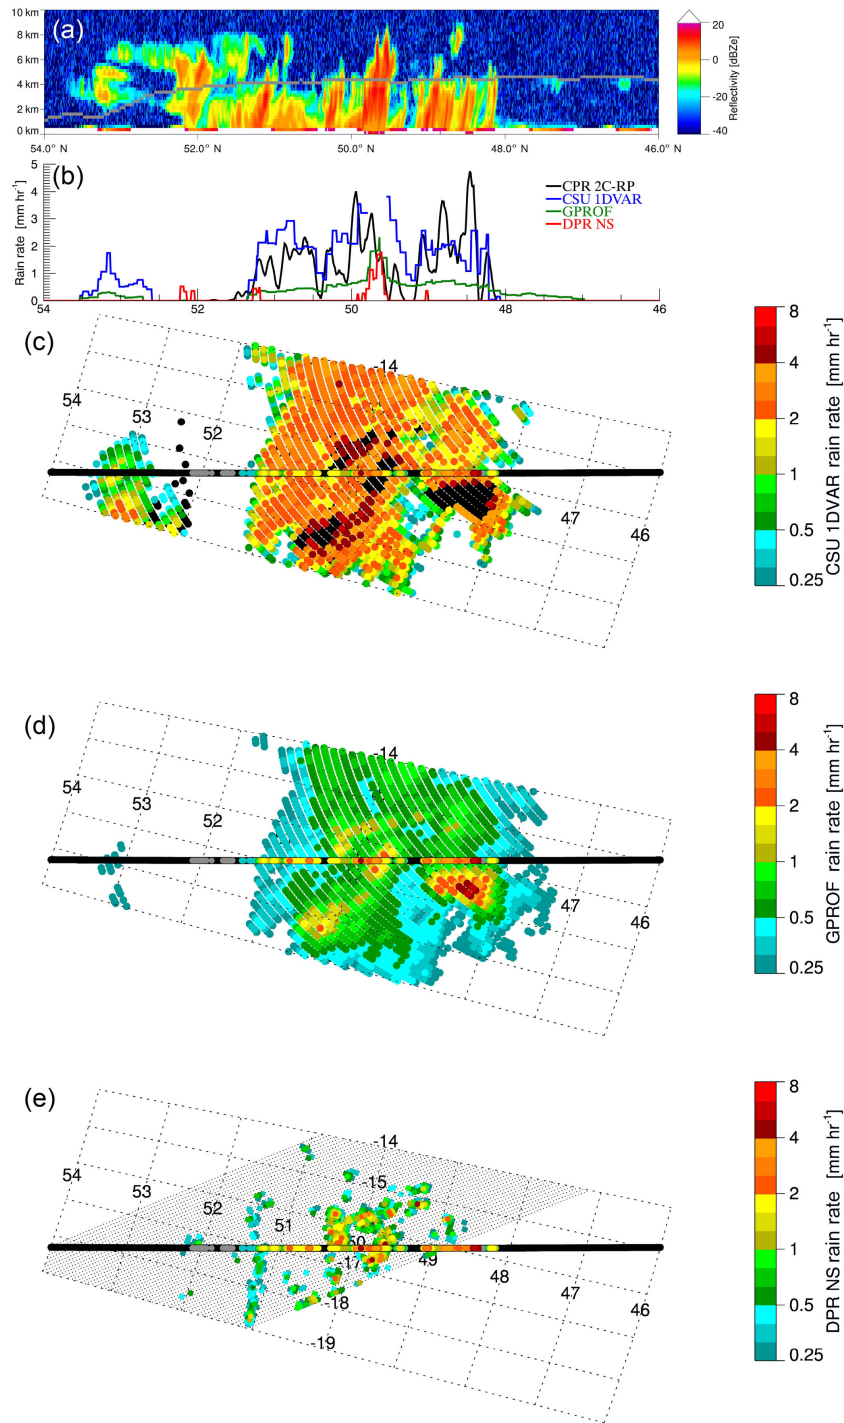 (a)
10 km
8 km
6 km
4 km
2 km
0 km
54.0° N
52.0° N
50.0° N
48.0° N
46.0° N
20
0
-20
-40
Reflectivity [dBZe]
(b)
Rain rate [mm hr⁻¹]
5
4
3
2
1
0
54
52
50
48
46
CPR 2C-RP
CSU 1DVAR
GPROF
DPR NS
(c)
-14
54
53
52
47
46
8
4
2
1
0.5
0.25
CSU 1DVAR rain rate [mm hr⁻¹]
(d)
-14
54
53
52
47
46
8
4
2
1
0.5
0.25
GPROF rain rate [mm hr⁻¹]
(e)
-14
-15
54
53
52
51
50
-17
49
48
47
46
-18
-19
8
4
2
1
0.5
0.25
DPR NS rain rate [mm hr⁻¹]